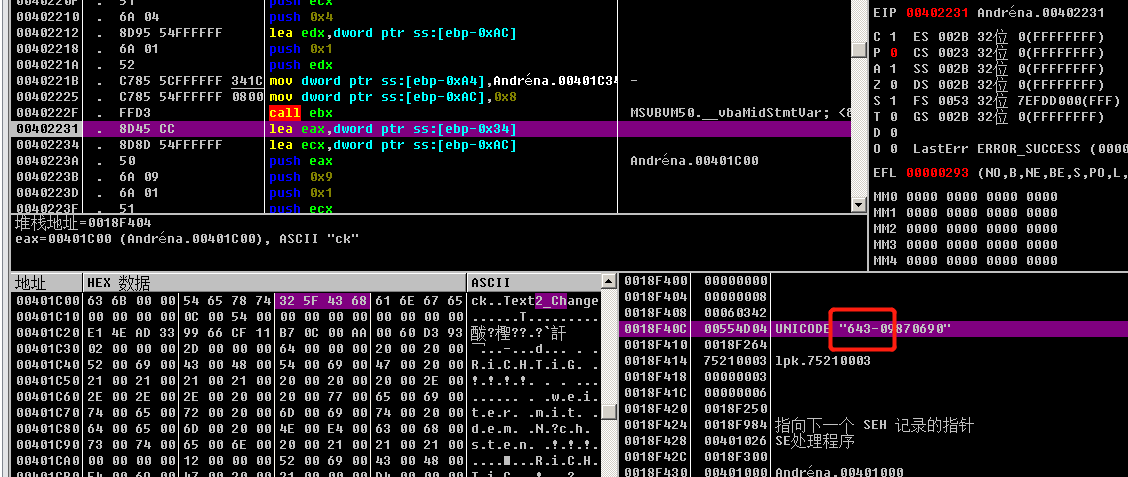 0040220F . 51 push ecx
00402210 . 6A 04 push 0x4
00402212 . 8D95 54FFFFFF lea edx,dword ptr ss:[ebp-0xAC]
00402218 . 6A 01 push 0x1
0040221A . 52 push edx
0040221B . C785 5CFFFFFF 341C mov dword ptr ss:[ebp-0xA4],Andréna.00401C34 -
00402225 . C785 54FFFFFF 0800 mov dword ptr ss:[ebp-0xAC],0x8
0040222F . FFD3 call ebx MSVBVM50.__vbaMidStmtVar; <8
00402231 . 8D45 CC lea eax,dword ptr ss:[ebp-0x34]
00402234 . 8D8D 54FFFFFF lea ecx,dword ptr ss:[ebp-0xAC]
0040223A . 50 push eax Andréna.00401C00
0040223B . 6A 09 push 0x9
0040223D . 6A 01 push 0x1
0040223F . 51 push ecx
堆栈地址=0018F404
eax=00401C00 (Andréna.00401C00), ASCII "ck"
EIP 00402231 Andréna.00402231
C 1 ES 002B 32位 0(FFFFFFFF)
P 0 CS 0023 32位 0(FFFFFFFF)
A 1 SS 002B 32位 0(FFFFFFFF)
Z 0 DS 002B 32位 0(FFFFFFFF)
S 1 FS 0053 32位 7EFDD000(FFF)
T 0 GS 002B 32位 0(FFFFFFFF)
D 0
O 0 LastErr ERROR_SUCCESS (0000
EFL 00000293 (NO,B,NE,BE,S,PO,L,
MM0 0000 0000 0000 0000
MM1 0000 0000 0000 0000
MM2 0000 0000 0000 0000
MM3 0000 0000 0000 0000
MM4 0000 0000 0000 0000
地址 HEX 数据 ASCII
00401C00 63 6B 00 00 54 65 78 74 32 5F 43 68 61 6E 67 65 ck..Text2_Change
00401C10 00 00 00 00 0C 00 54 00 00 00 00 00 00 00 00 00 ......T.........
00401C20 E1 4E AD 33 99 66 CF 11 B7 0C 00 AA 00 60 D3 93
00401C30 02 00 00 00 2D 00 00 00 64 00 00 00 20 00 20 00 ...-...d... . .
00401C40 52 00 69 00 43 00 48 00 54 00 69 00 47 00 20 00 R.i.C.H.T.i.G. .
00401C50 21 00 21 00 21 00 21 00 20 00 20 00 20 00 2E 00 !.!.!.!. . . ...
00401C60 2E 00 2E 00 2E 00 20 00 20 00 77 00 65 00 69 00 ...... . .w.e.i.
00401C70 74 00 65 00 72 00 20 00 6D 00 69 00 74 00 20 00 t.e.r. .m.i.t. .
00401C80 64 00 65 00 6D 00 20 00 4E 00 E4 00 63 00 68 00 d.e.m. .N.?c.h.
00401C90 73 00 74 00 65 00 6E 00 20 00 21 00 21 00 21 00 s.t.e.n. .!.!.!.
00401CA0 00 00 00 00 12 00 00 00 52 00 69 00 43 00 48 00
0018F400 00000000
0018F404 00000008
0018F408 00060342
0018F40C 00554D04 UNICODE "643-09870690"
0018F410 0018F264
0018F414 75210003 lpk.75210003
0018F418 00000003
0018F41C 00000006
0018F420 0018F250
0018F424 0018F984 指向下一个 SEH 记录的指针
0018F428 00401026 SE处理程序
0018F42C 0018F300
0018F430 00401000 Andréna.00401000